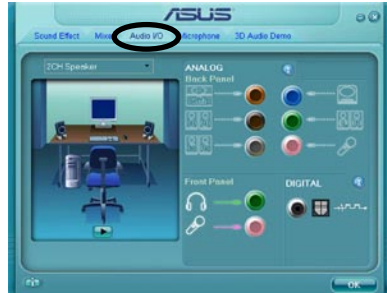 ASUS
Sound Effect
Mixer
Audio I/O
Microphone
3D Audio Demo
2CH Speaker
ANALOG
Back Panel
Front Panel
DIGITAL
OK